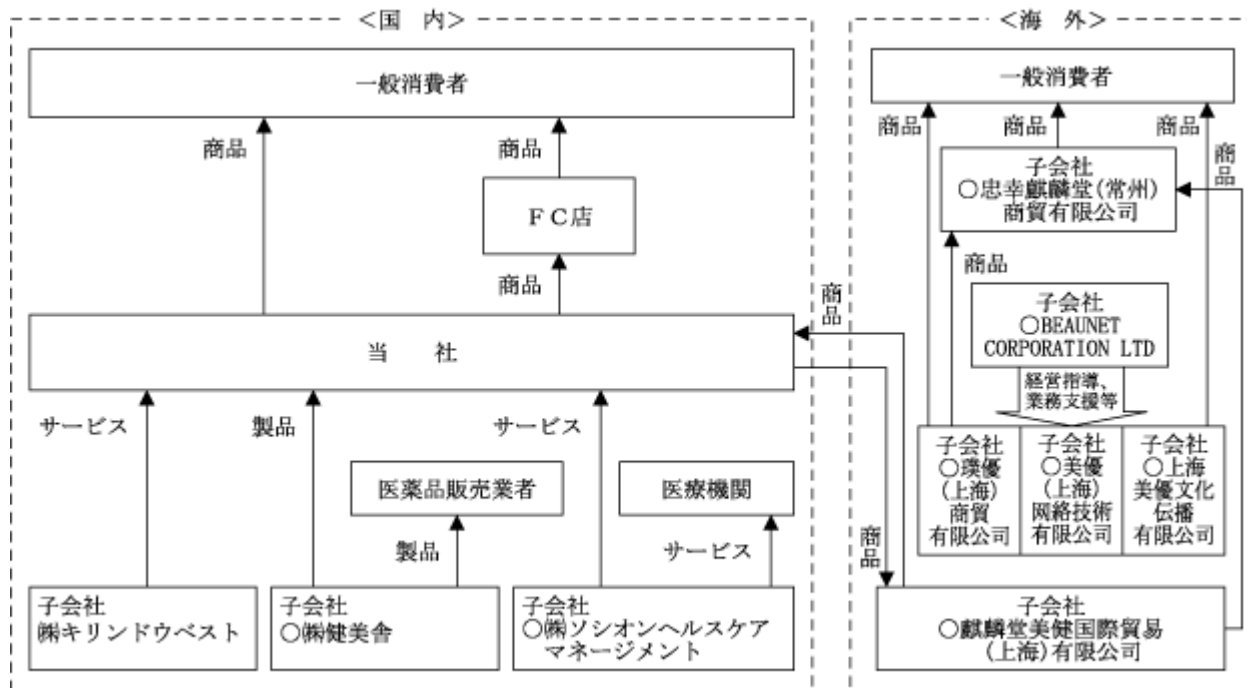 <国 内>
一般消費者
商品
商品
FC店
商品
当 社
サービス
製品
サービス
医薬品販売業者
医療機関
製品
サービス
子会社
㈱キリンドウベスト
子会社
○㈱健美舎
子会社
○㈱ソシオンヘルスケア
マネージメント
商品
商品
<海 外>
一般消費者
商品
商品
商品
商品
子会社
○忠幸麒麟堂(常州)
商貿有限公司
商品
子会社
○BEAUNET
CORPORATION LTD
経営指導、
業務支援等
子会社
○璞優
(上海)
商貿
有限公司
子会社
○美優
(上海)
网絡技術
有限公司
子会社
○上海
美優文化
伝播
有限公司
子会社
○麒麟堂美健国際貿易
(上海)有限公司